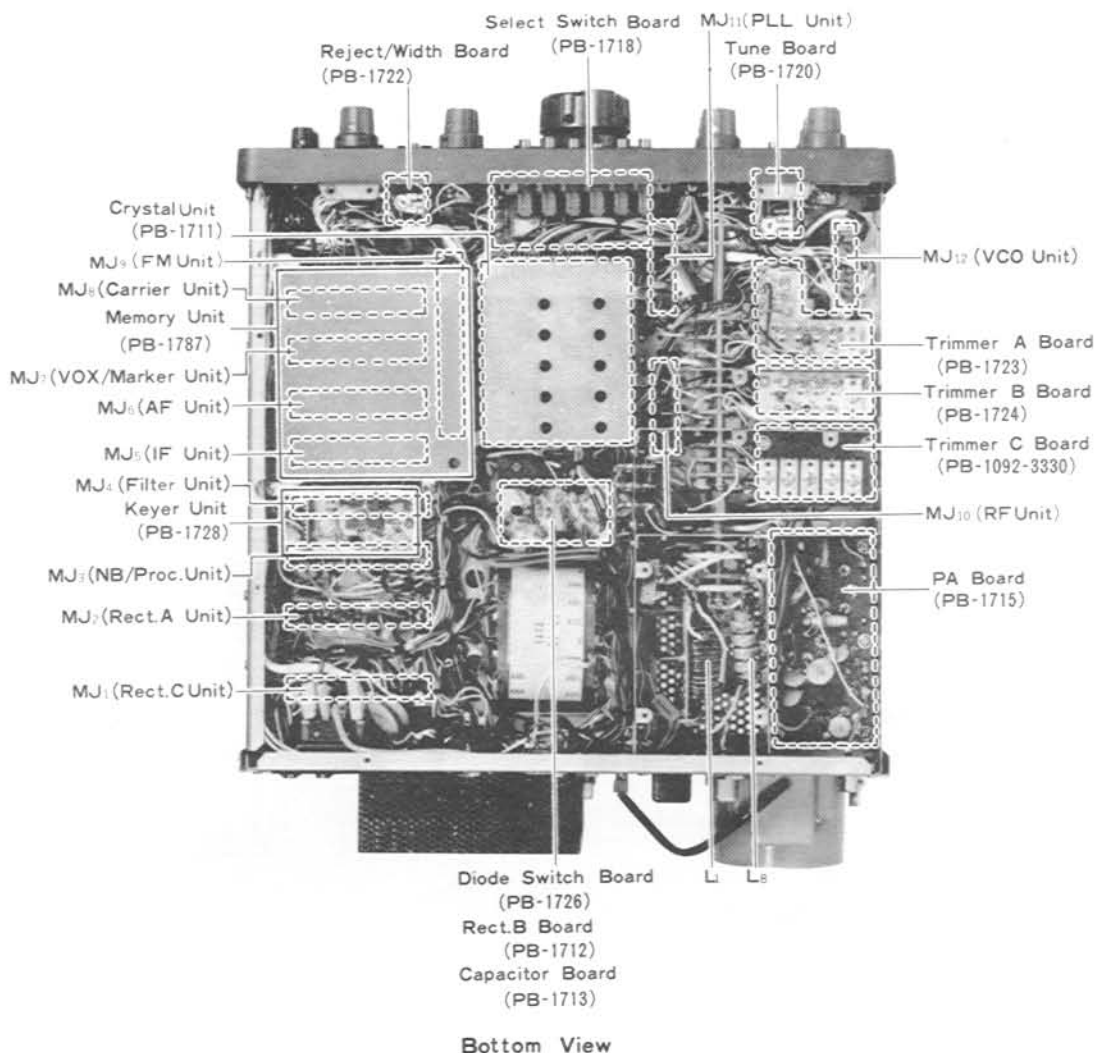 Select Switch Board
(PB-1718)
MJ₁₁(PLL Unit)
Reject/Width Board
(PB-1722)
Tune Board
(PB-1720)
Crystal Unit
(PB-1711)
MJ₉(FM Unit)
MJ₈(Carrier Unit)
Memory Unit
(PB-1787)
MJ₇(VOX/Marker Unit)
MJ₆(AF Unit)
MJ₅(IF Unit)
MJ₄(Filter Unit)
Keyer Unit
(PB-1728)
MJ₃(NB/Proc.Unit)
MJ₂(Rect.A Unit)
MJ₁(Rect.C Unit)
MJ₁₂(VCO Unit)
Trimmer A Board
(PB-1723)
Trimmer B Board
(PB-1724)
Trimmer C Board
(PB-1092-3330)
MJ₁₀(RF Unit)
PA Board
(PB-1715)
Diode Switch Board
(PB-1726)
Rect.B Board
(PB-1712)
Capacitor Board
(PB-1713)
L₁
L₈
Bottom View